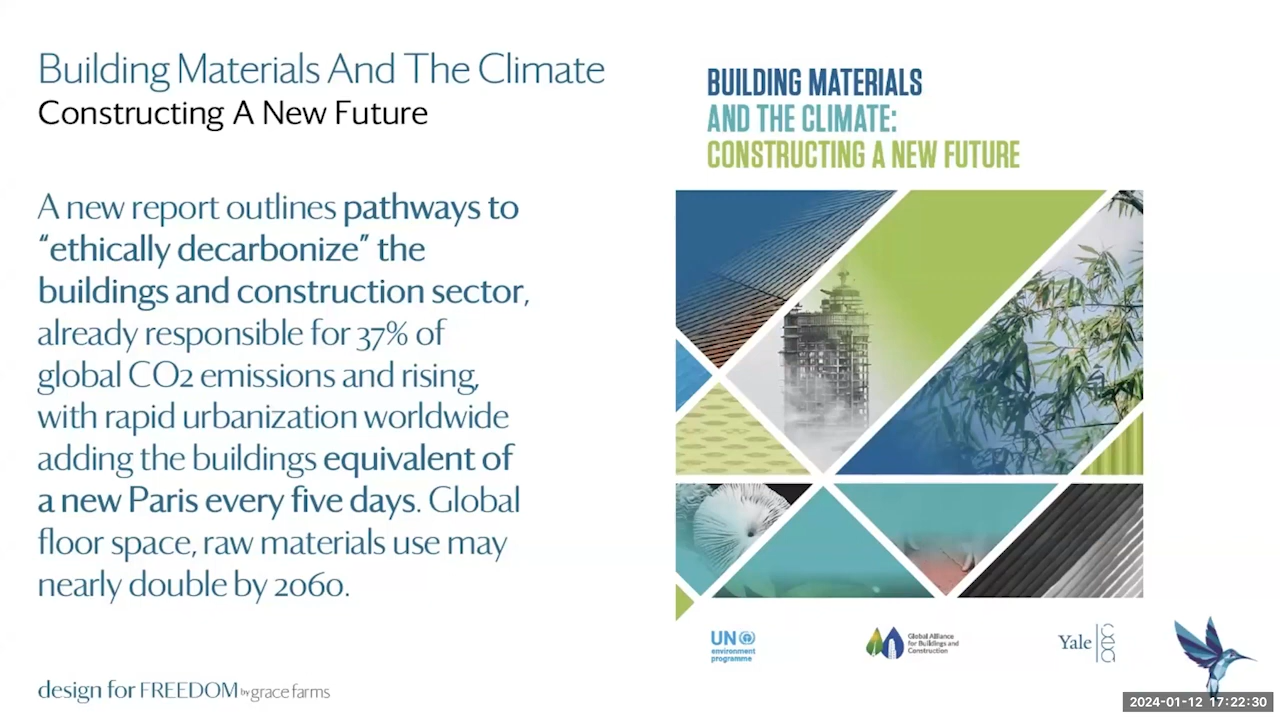 Building Materials And The Climate
Constructing A New Future
A new report outlines pathways to
“ethically decarbonize” the
buildings and construction sector,
already responsible for 37% of
global CO2 emissions and rising,
with rapid urbanization worldwide
adding the buildings equivalent of
a new Paris every five days. Global
floor space, raw materials use may
nearly double by 2060.
design for FREEDOM by grace farms
BUILDING MATERIALS
AND THE CLIMATE:
CONSTRUCTING A NEW FUTURE
UN
environment
programme
Global Alliance
for Buildings and
Construction
Yale
2024-01-12 17:22:30